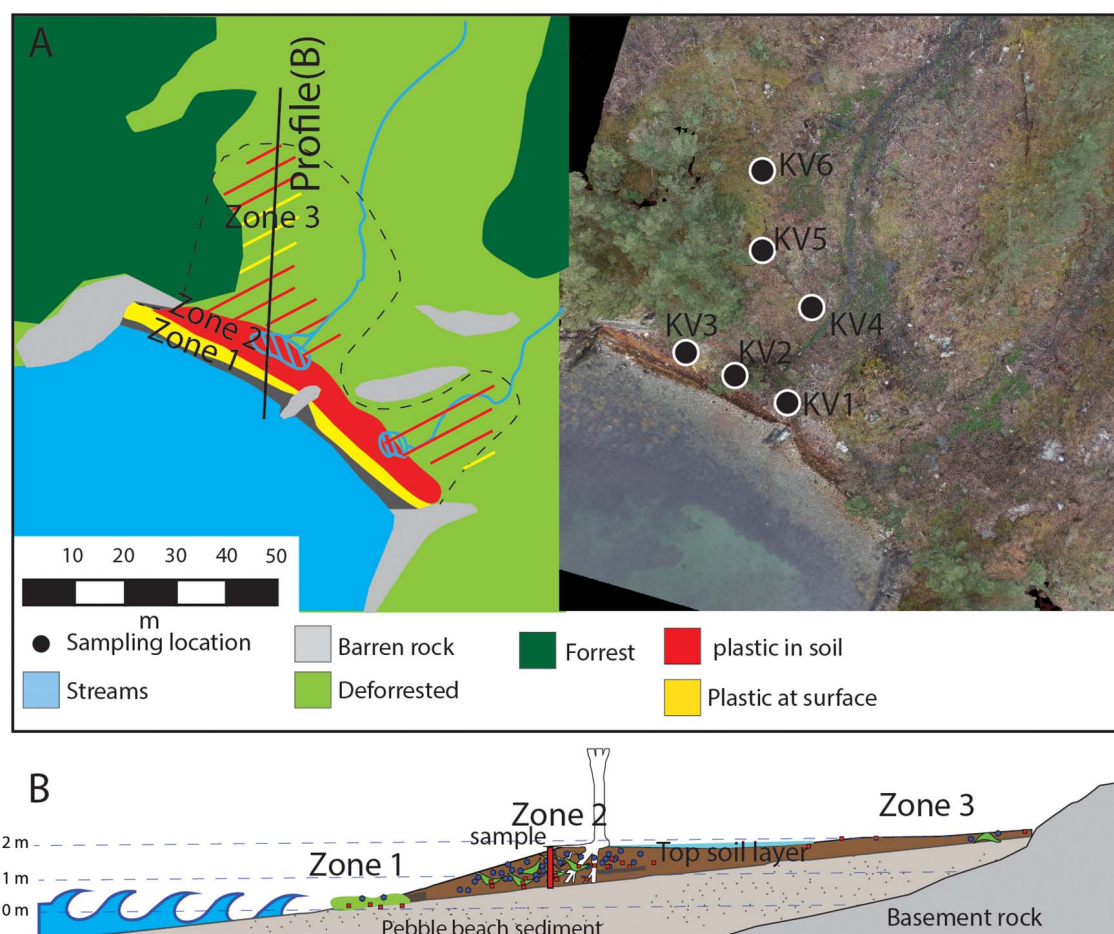 A
Profile(B)
Zone 3
Zone 2
Zone 1
KV6
KV5
KV4
KV3
KV2
KV1
10 20 30 40 50
m
Sampling location
Streams
Barren rock
Deforrested
Forrest
plastic in soil
Plastic at surface
B
Zone 2
Zone 3
2 m
sample
Zone 1
Top soil layer
1 m
0 m
Pebble beach sediment
Basement rock